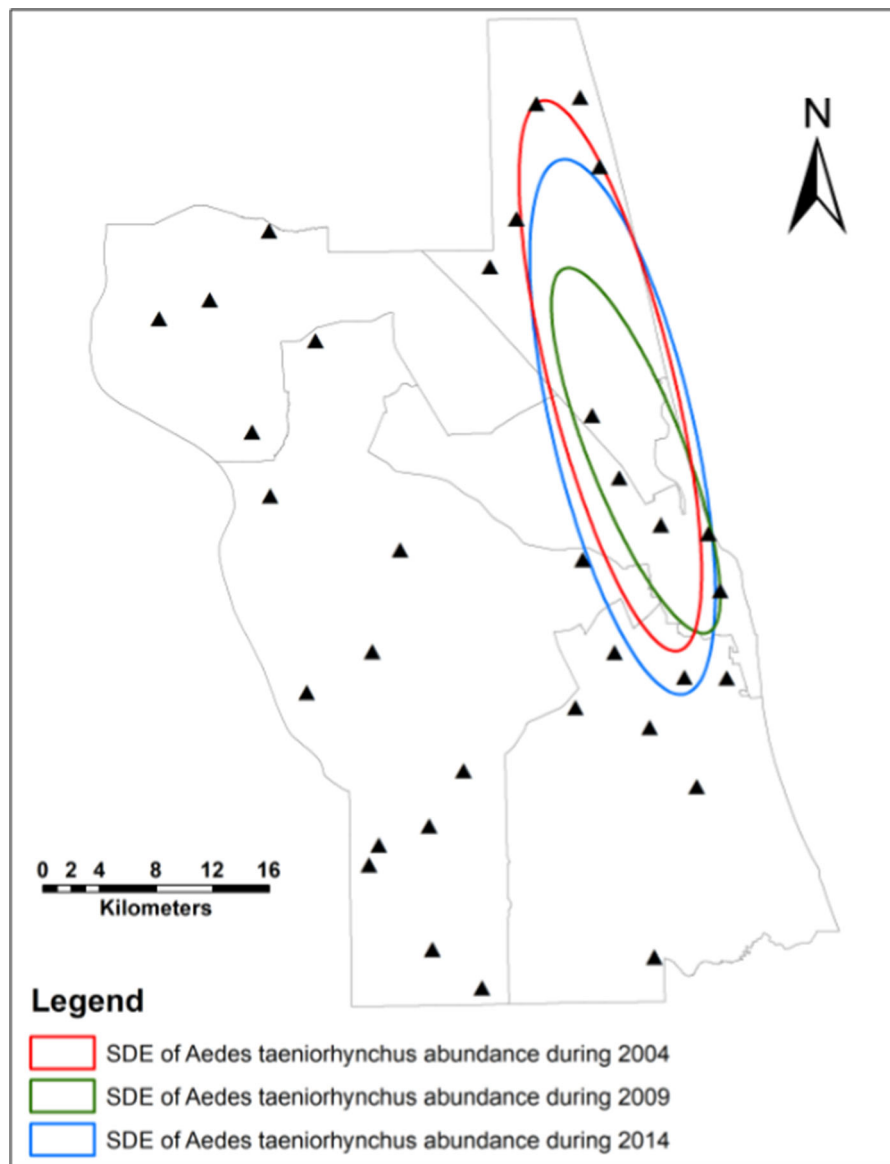 N
0 2 4 8 12 16
Kilometers
Legend
SDE of Aedes taeniorhynchus abundance during 2004
SDE of Aedes taeniorhynchus abundance during 2009
SDE of Aedes taeniorhynchus abundance during 2014